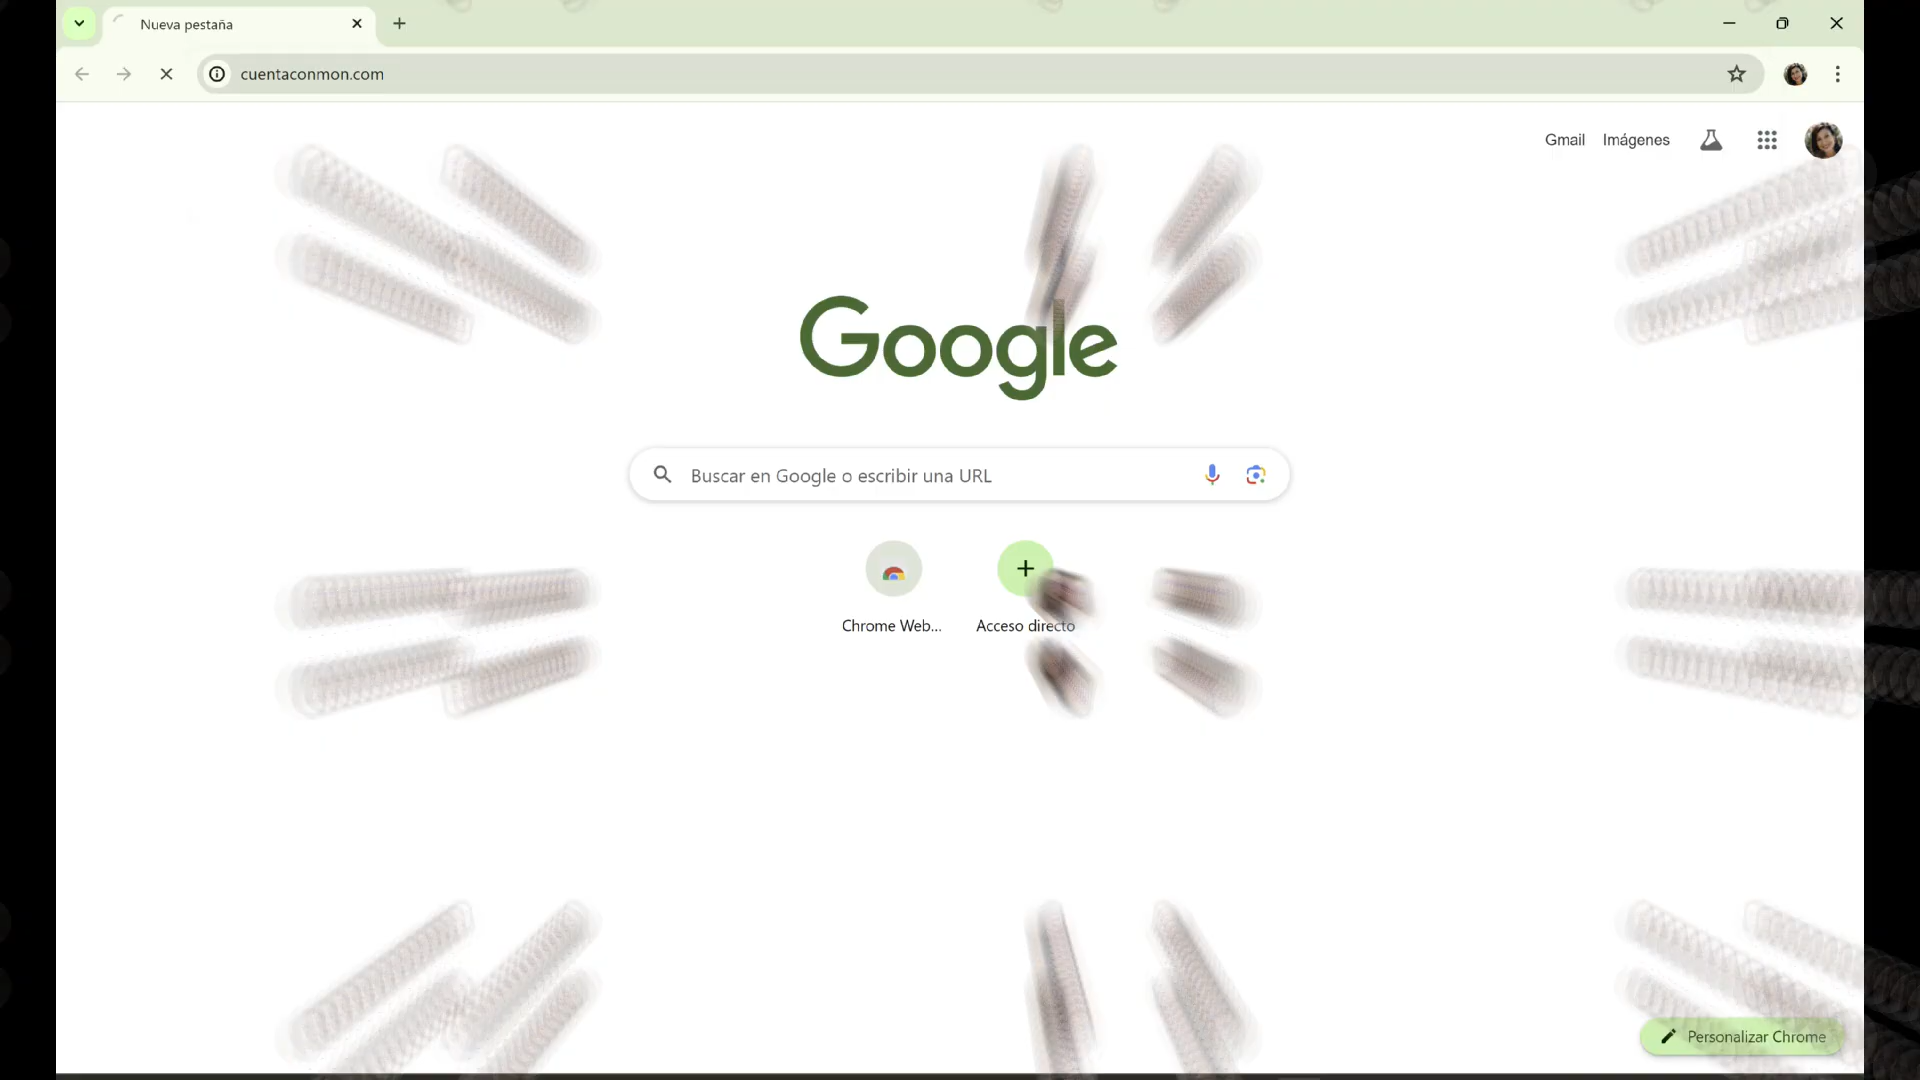 Nueva pestaña
cuentaconmon.com
Gmail Imágenes
Google
Buscar en Google o escribir una URL
Chrome Web... Acceso directo
Personalizar Chrome